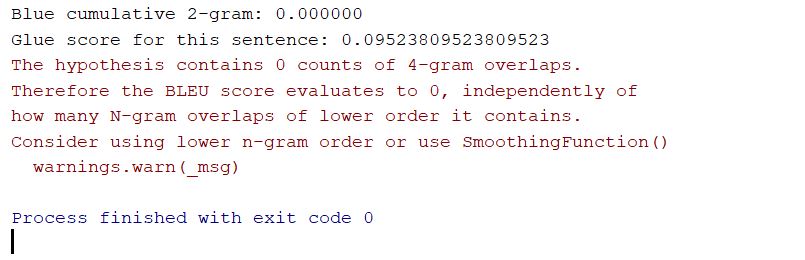 Blue cumulative 2-gram: 0.000000
Glue score for this sentence: 0.09523809523809523
The hypothesis contains 0 counts of 4-gram overlaps.
Therefore the BLEU score evaluates to 0, independently of
how many N-gram overlaps of lower order it contains.
Consider using lower n-gram order or use SmoothingFunction()
  warnings.warn(_msg)
Process finished with exit code 0